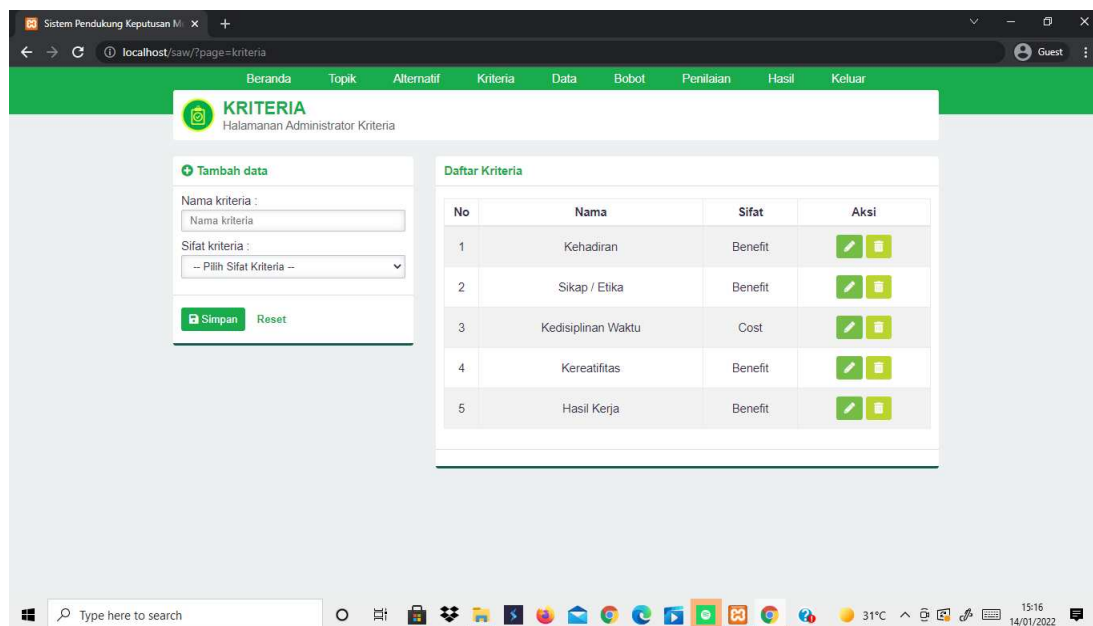 Sistem Pendukung Keputusan M
localhost/saw/?page=kriteria
Guest
Beranda Topik Alternatif Kriteria Data Bobot Penilaian Hasil Keluar
KRITERIA
Halamanan Administrator Kriteria
Tambah data
Nama kriteria :
Nama kriteria
Sifat kriteria :
-- Pilih Sifat Kriteria --
Simpan Reset
Daftar Kriteria
No Nama Sifat Aksi
1 Kehadiran Benefit
2 Sikap / Etika Benefit
3 Kedisiplinan Waktu Cost
4 Kereatifitas Benefit
5 Hasil Kerja Benefit
Type here to search
31°C
15:16
14/01/2022